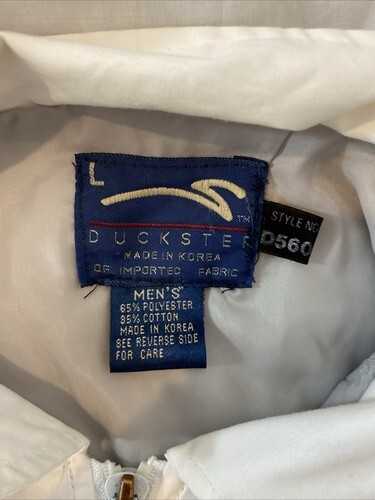 L
TM
DUCKSTER
MADE IN KOREA
OF IMPORTED FABRIC
STYLE NO
D560
MEN'S
65% POLYESTER
35% COTTON
MADE IN KOREA
SEE REVERSE SIDE
FOR CARE